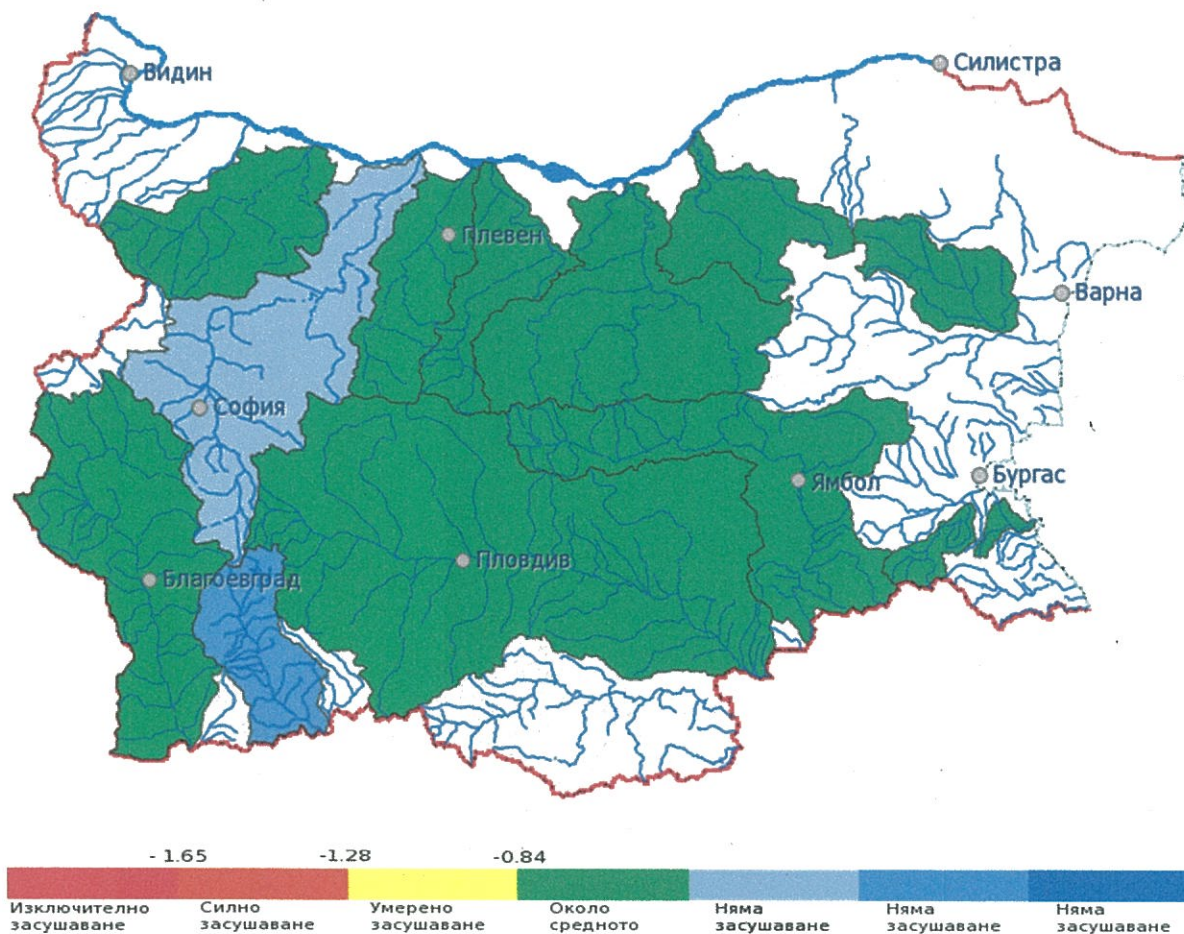 Видин
Силистра
Плевен
Варна
София
Ямбол
Бургас
Пловдив
Благоевград
- 1.65
-1.28
-0.84
Изключително
засушаване
Силно
засушаване
Умерено
засушаване
Около
средното
Няма
засушаване
Няма
засушаване
Няма
засушаване